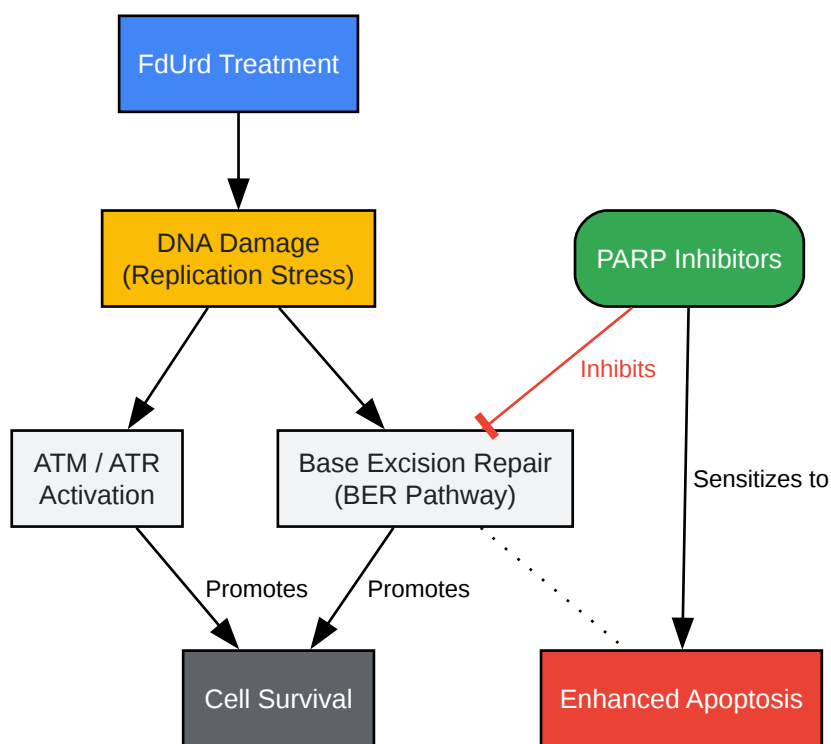 FdUrd Treatment
DNA Damage
(Replication Stress)
PARP Inhibitors
Inhibits
ATM / ATR
Activation
Base Excision Repair
(BER Pathway)
Sensitizes to
Promotes
Promotes
Cell Survival
Enhanced Apoptosis